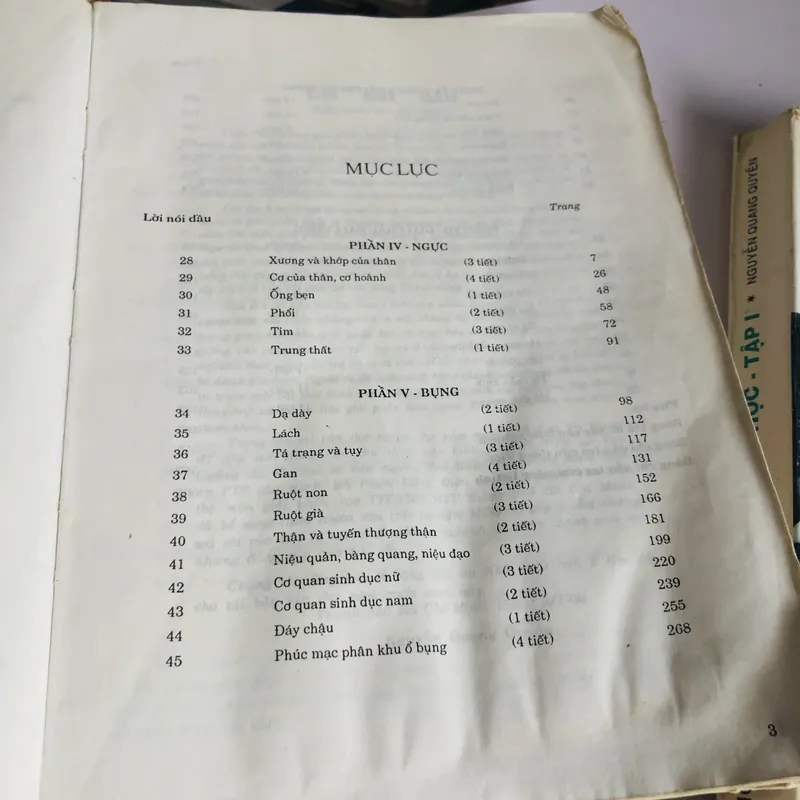 MỤC LỤC
Trang
Lời nói đầu
PHẦN IV - NGỰC
28 Xương và khớp của thân (3 tiết) 7
29 Cơ của thân, cơ hoành (4 tiết) 26
30 Ống bẹn (1 tiết) 48
31 Phổi (2 tiết) 58
32 Tim (3 tiết) 72
33 Trung thất (1 tiết) 91
PHẦN V - BỤNG
34 Dạ dày (2 tiết) 98
35 Lách (1 tiết) 112
36 Tá trạng và tụy (3 tiết) 117
37 Gan (4 tiết) 131
38 Ruột non (2 tiết) 152
39 Ruột già (3 tiết) 166
40 Thận và tuyến thượng thận (2 tiết) 181
41 Niệu quản, bàng quang, niệu đạo (3 tiết) 199
42 Cơ quan sinh dục nữ (3 tiết) 220
43 Cơ quan sinh dục nam (2 tiết) 239
44 Đáy chậu (1 tiết) 255
45 Phúc mạc phân khu ổ bụng (4 tiết) 268
3
HỌC - TẬP I * NGUYỄN QUANG QUYỀN